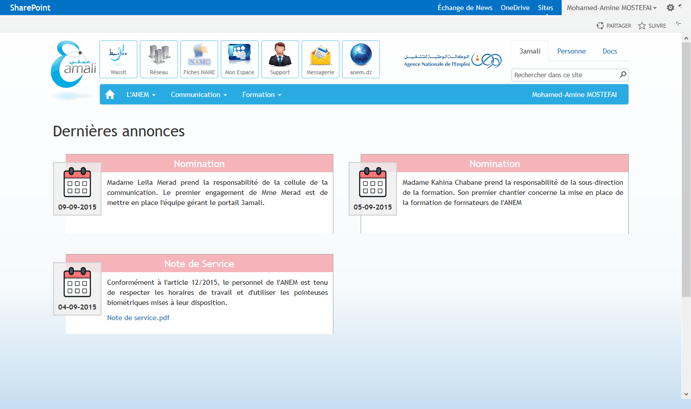 SharePoint
Échange de News OneDrive Sites Mohamed-Amine MOSTEFAI
PARTAGER SUIVRE
جمعي
amali
Wassit Réseau Fiches NAME Mon Espace Support Messagerie anem.dz
NAME
الوكالة الوطنية للتشغيل
Agence Nationale de l'Emploi
Jamali Personne Docs
Rechercher dans ce site
L'ANEM Communication Formation Mohamed-Amine MOSTEFAI
Dernières annonces
Nomination
09-09-2015
Madame Leila Merad prend la responsabilité de la cellule de la
communication. Le premier engagement de Mme Merad est de
mettre en place l'équipe gérant le portail Jamali.
Nomination
05-09-2015
Madame Kahina Chabane prend la responsabilité de la sous-direction
de la formation. Son premier chantier concerne la mise en place de
la formation de formateurs de l'ANEM
Note de Service
04-09-2015
Conformément à l'article 12/2015, le personnel de l'ANEM est tenu
de respecter les horaires de travail et d'utiliser les pointeuses
biométriques mises à leur disposition.
Note de service.pdf